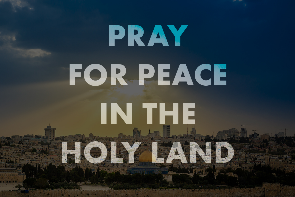 PRAY
FOR PEACE
IN THE
HOLY LAND